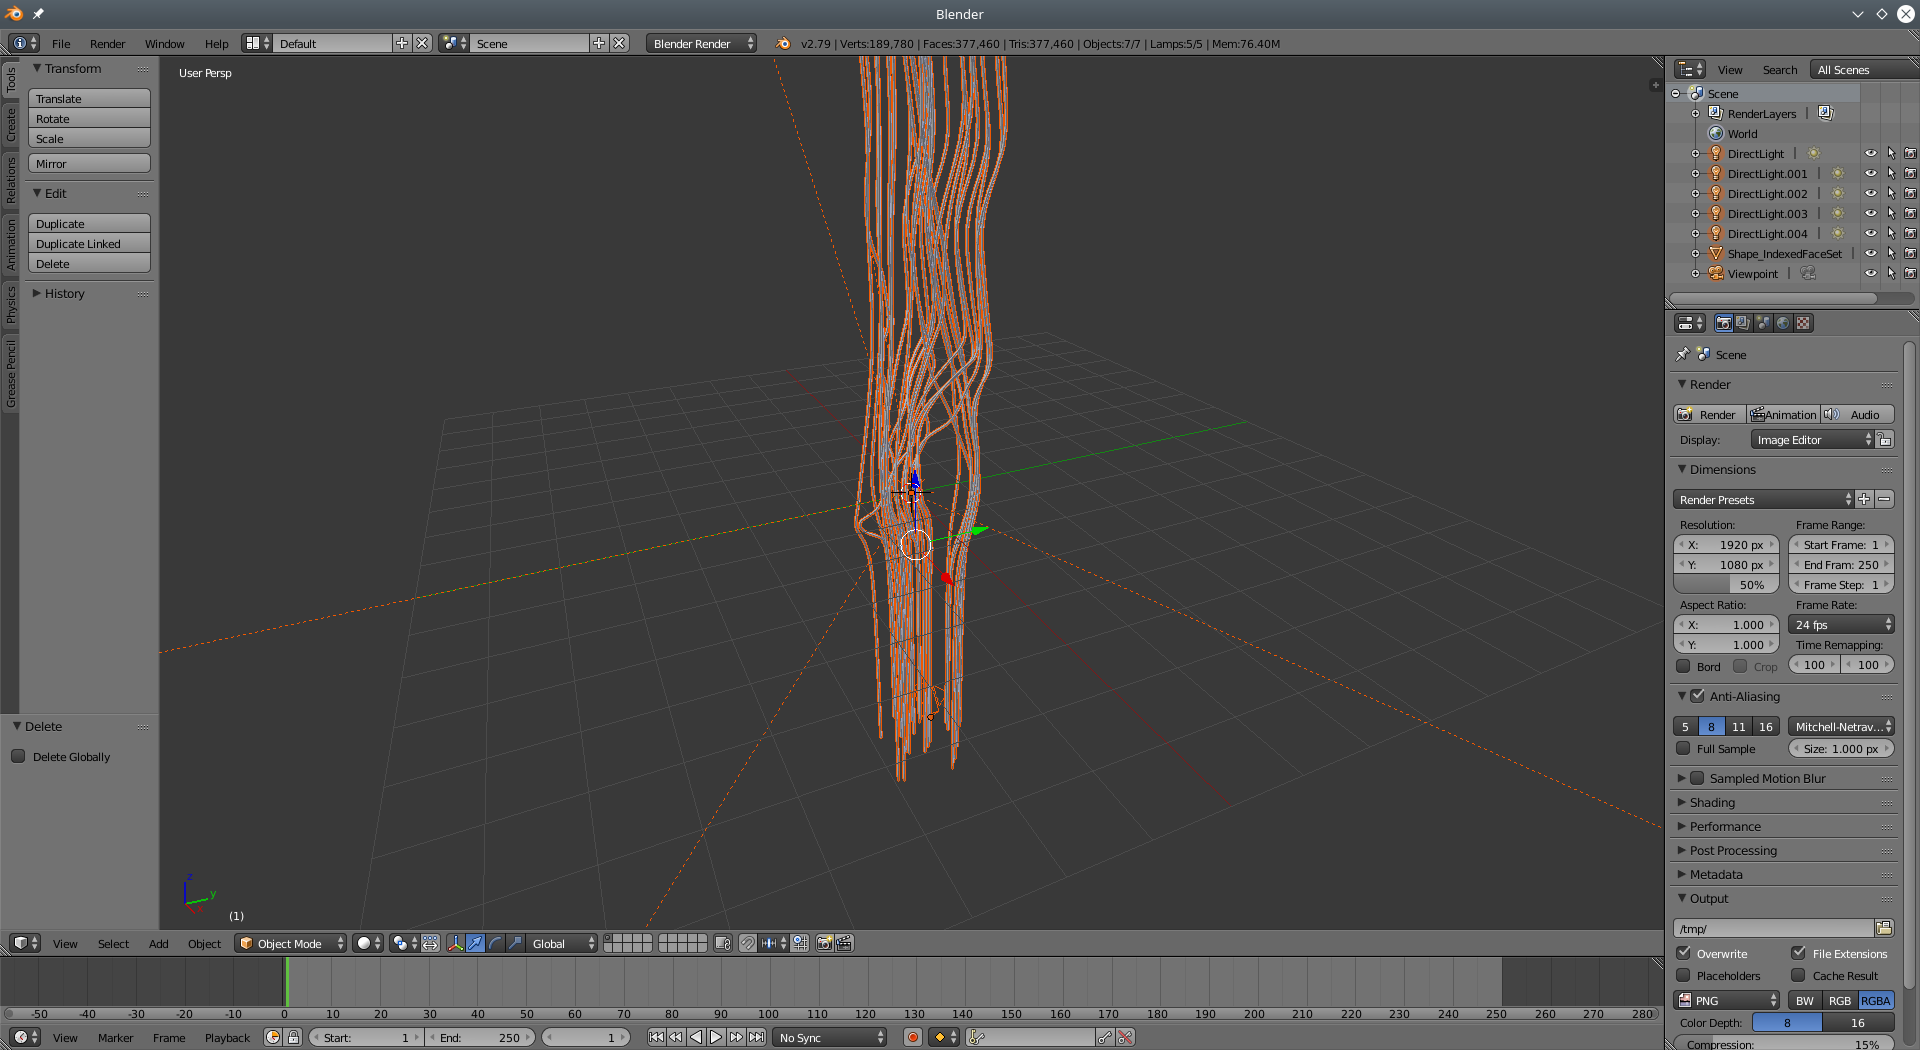 Blender
File Render Window Help Default Scene Blender Render v2.79 | Verts:189,780 | Faces:377,460 | Tris:377,460 | Objects:7/7 | Lamps:5/5 | Mem:76.40M
Tools
Create
Relations
Animation
Physics
Grease Pencil
Transform
Translate
Rotate
Scale
Mirror
Edit
Duplicate
Duplicate Linked
Delete
History
Delete
Delete Globally
User Persp
z
y
(1)
View Search All Scenes
Scene
RenderLayers |
World
DirectLight |
DirectLight.001 |
DirectLight.002 |
DirectLight.003 |
DirectLight.004 |
Shape_IndexedFaceSet |
Viewpoint |
Scene
Render
Render Animation Audio
Display: Image Editor
Dimensions
Render Presets
Resolution: Frame Range:
X: 1920 px Start Frame: 1
Y: 1080 px End Fram: 250
50% Frame Step: 1
Aspect Ratio: Frame Rate:
X: 1.000 24 fps
Y: 1.000 Time Remapping:
Bord Crop 100 100
Anti-Aliasing
5 8 11 16 Mitchell-Netrav...
Full Sample Size: 1.000 px
Sampled Motion Blur
Shading
Performance
Post Processing
Metadata
Output
/tmp/
Overwrite File Extensions
Placeholders Cache Result
PNG BW RGB RGBA
Color Depth: 8 16
Compression: 15%
View Select Add Object Object Mode Global
-50 -40 -30 -20 -10 0 10 20 30 40 50 60 70 80 90 100 110 120 130 140 150 160 170 180 190 200 210 220 230 240 250 260 270 280
View Marker Frame Playback Start: 1 End: 250 1 No Sync